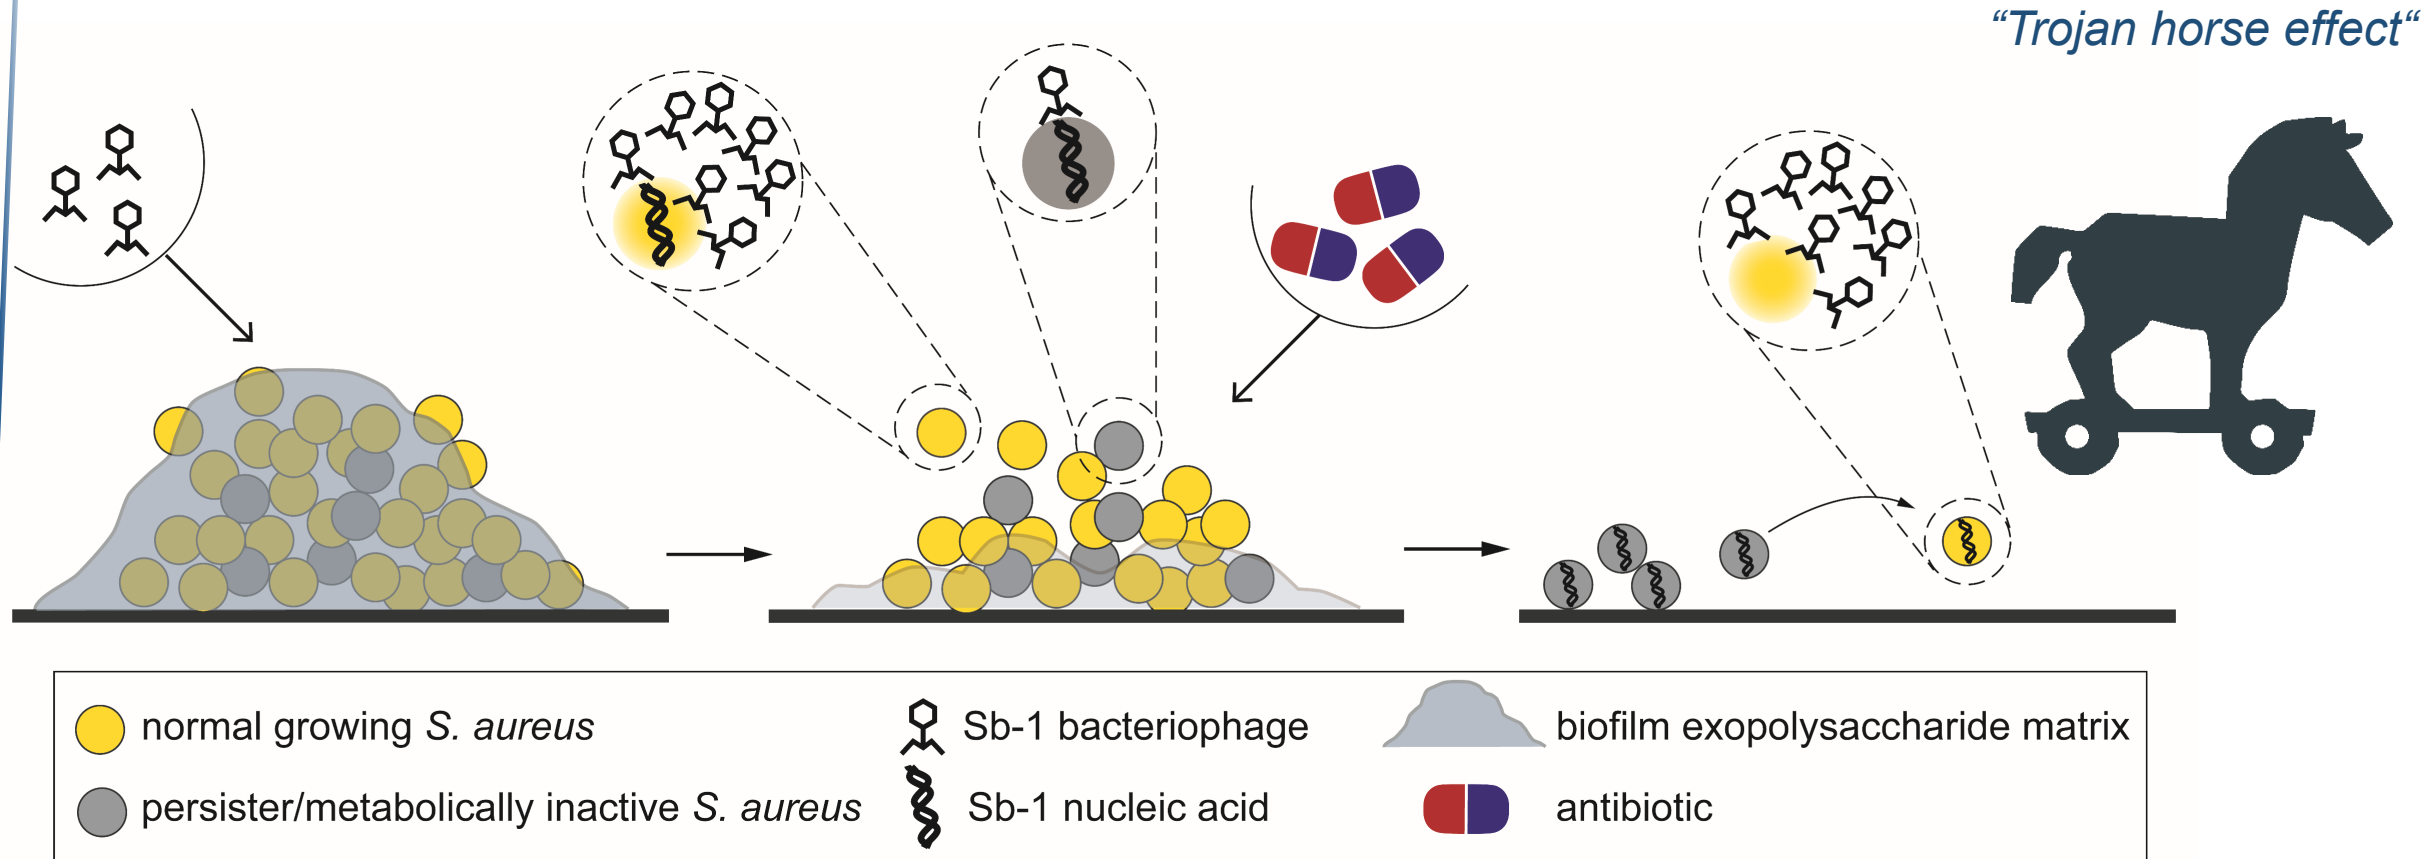 “Trojan horse effect“
normal growing S. aureus
Sb-1 bacteriophage
biofilm exopolysaccharide matrix
persister/metabolically inactive S. aureus
Sb-1 nucleic acid
antibiotic